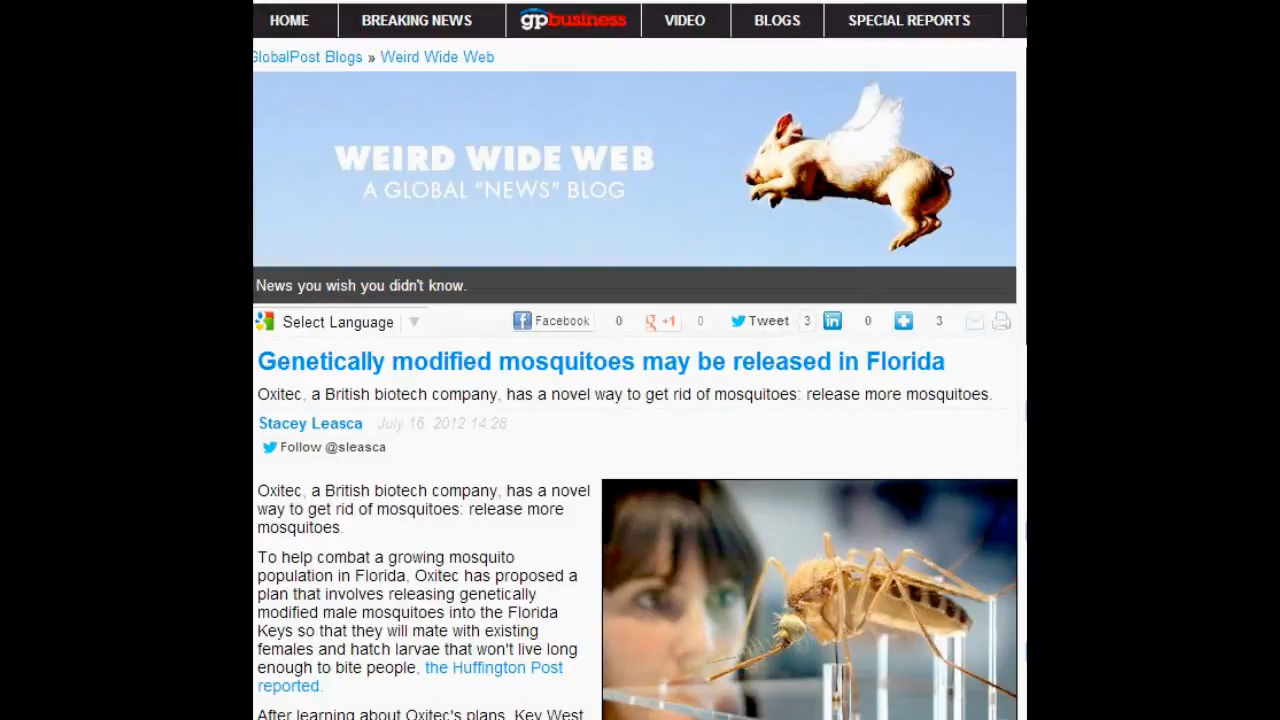 HOME BREAKING NEWS gpbusiness VIDEO BLOGS SPECIAL REPORTS
GlobalPost Blogs » Weird Wide Web
WEIRD WIDE WEB
A GLOBAL “NEWS” BLOG
News you wish you didn't know.
Select Language ▼ Facebook 0 g +1 0 Tweet 3 in 0 3
Genetically modified mosquitoes may be released in Florida
Oxitec, a British biotech company, has a novel way to get rid of mosquitoes: release more mosquitoes.
Stacey Leasca July 16, 2012 14:28
Follow @sleasca
Oxitec, a British biotech company, has a novel
way to get rid of mosquitoes: release more
mosquitoes.
To help combat a growing mosquito
population in Florida, Oxitec has proposed a
plan that involves releasing genetically
modified male mosquitoes into the Florida
Keys so that they will mate with existing
females and hatch larvae that won't live long
enough to bite people, the Huffington Post
reported.
After learning about Oxitec's plans, Key West